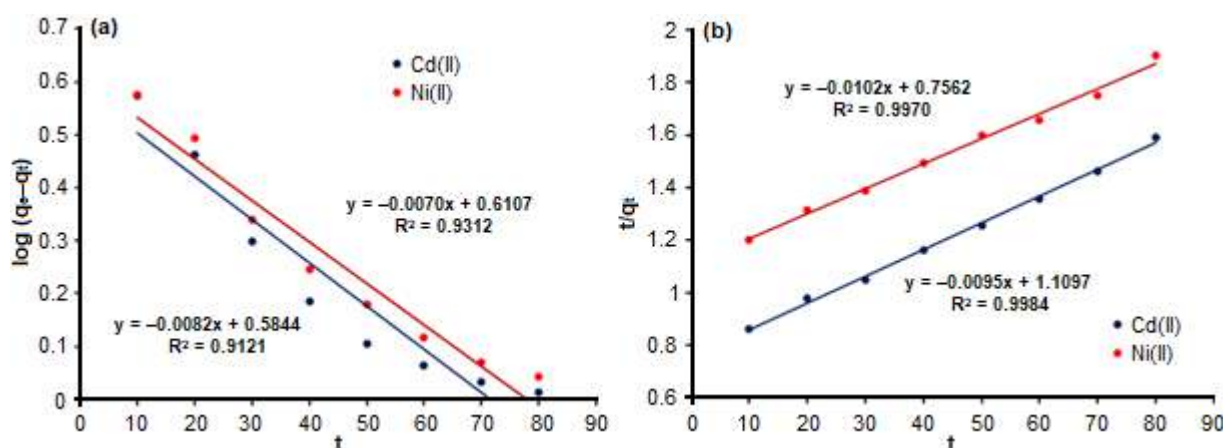 (a)
0.7
0.6
0.5
0.4
0.3
0.2
0.1
0
log (qₑ–qₜ)
Cd(II)
Ni(II)
y = –0.0070x + 0.6107
R² = 0.9312
y = –0.0082x + 0.5844
R² = 0.9121
0 10 20 30 40 50 60 70 80 90
t
(b)
2
1.8
1.6
1.4
1.2
1
0.8
0.6
t/qₜ
y = –0.0102x + 0.7562
R² = 0.9970
y = –0.0095x + 1.1097
R² = 0.9984
Cd(II)
Ni(II)
0 10 20 30 40 50 60 70 80 90
t